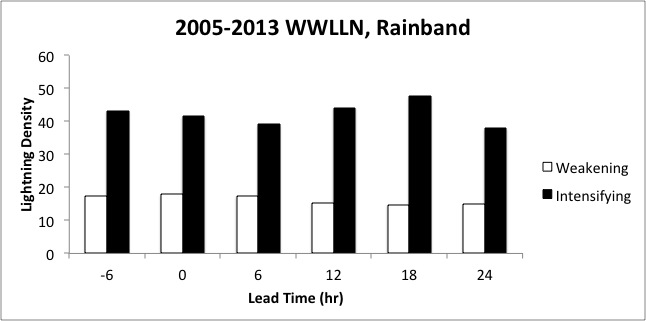 2005-2013 WWLLN, Rainband
60
50
40
30
20
10
0
Lightning Density
-6 0 6 12 18 24
Lead Time (hr)
Weakening
Intensifying